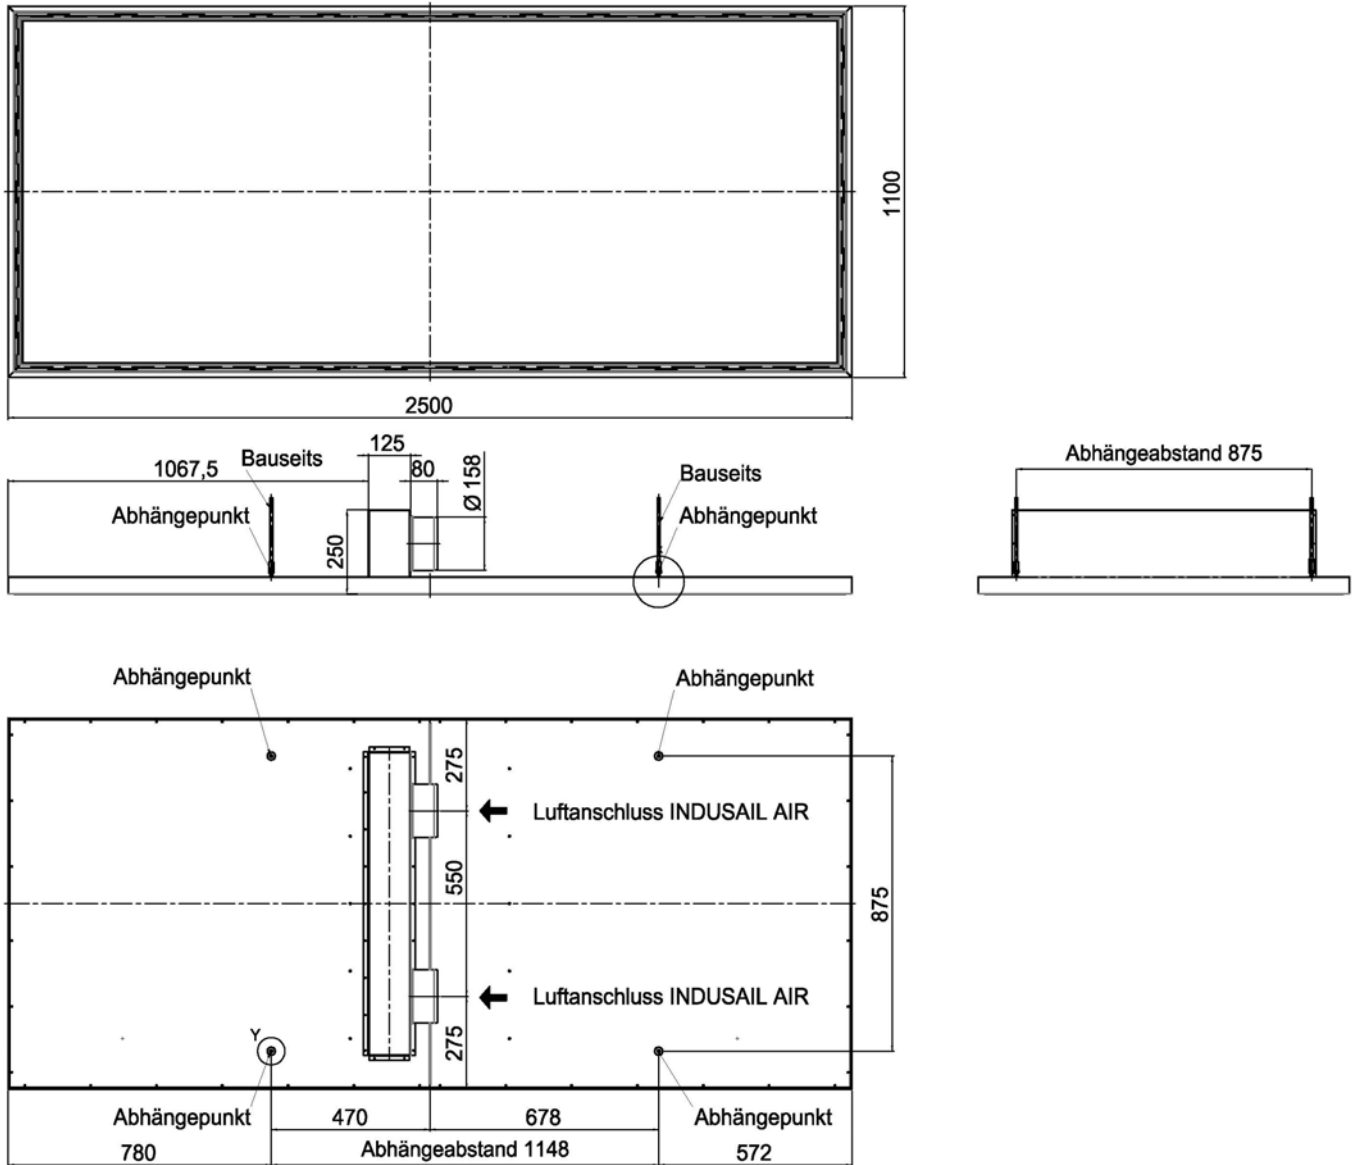 1100
2500
125
1067,5
Bauseits
80
Ø 158
Bauseits
Abhängeabstand 875
Abhängepunkt
250
Abhängepunkt
Abhängepunkt
Abhängepunkt
275
Luftanschluss INDUSAIL AIR
550
875
Luftanschluss INDUSAIL AIR
275
Y
Abhängepunkt
470
678
Abhängepunkt
780
Abhängeabstand 1148
572